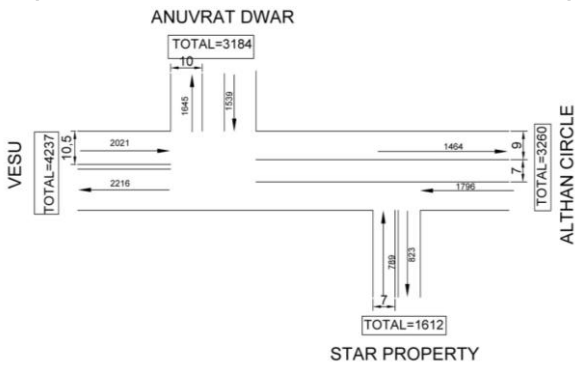 ANUVRAT DWAR
TOTAL=3184
10
1645
1539
VESU
TOTAL=4237
10,5
2021
2216
1464
1796
9
7
TOTAL=3260
ALTHAN CIRCLE
789
823
7
TOTAL=1612
STAR PROPERTY